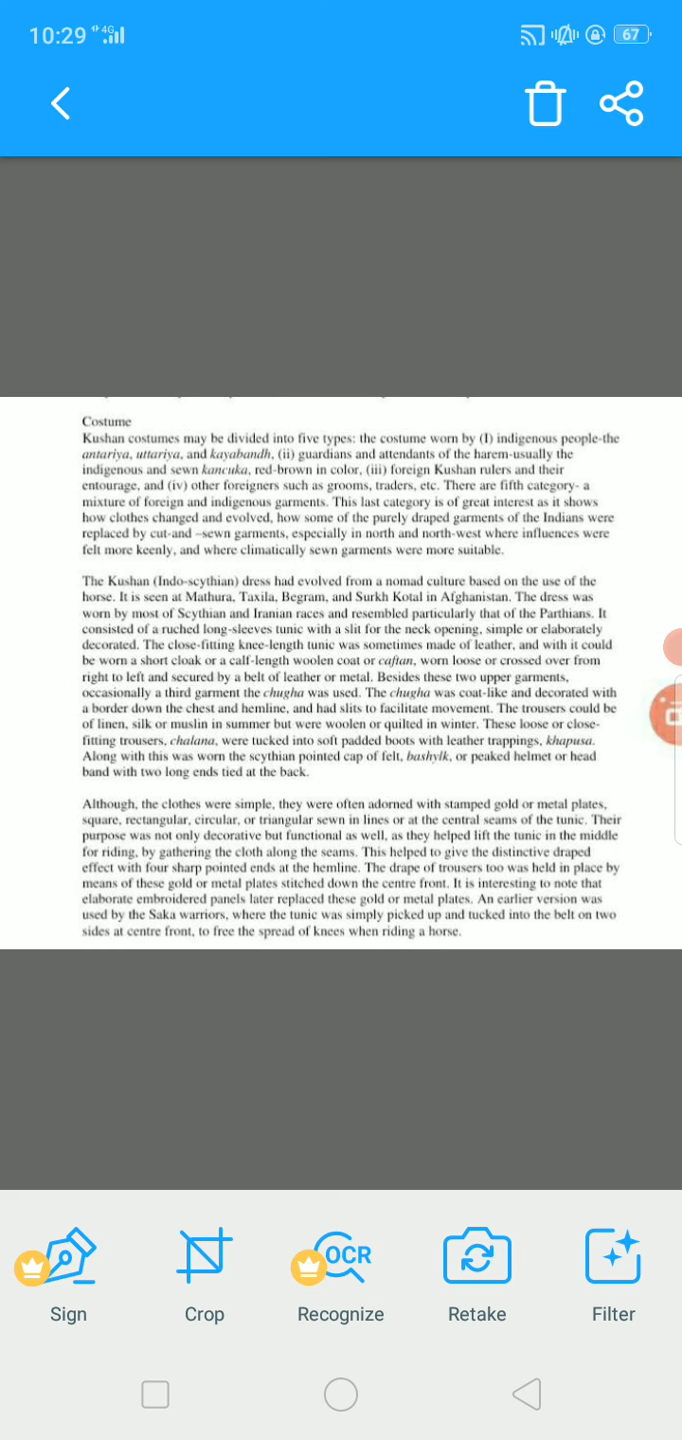 10:29 4G 67
Costume
Kushan costumes may be divided into five types: the costume worn by (I) indigenous people-the
antariya, uttariya, and kayabandh, (ii) guardians and attendants of the harem-usually the
indigenous and sewn kancuka, red-brown in color, (iii) foreign Kushan rulers and their
entourage, and (iv) other foreigners such as grooms, traders, etc. There are fifth category- a
mixture of foreign and indigenous garments. This last category is of great interest as it shows
how clothes changed and evolved, how some of the purely draped garments of the Indians were
replaced by cut-and –sewn garments, especially in north and north-west where influences were
felt more keenly, and where climatically sewn garments were more suitable.
The Kushan (Indo-scythian) dress had evolved from a nomad culture based on the use of the
horse. It is seen at Mathura, Taxila, Begram, and Surkh Kotal in Afghanistan. The dress was
worn by most of Scythian and Iranian races and resembled particularly that of the Parthians. It
consisted of a ruched long-sleeves tunic with a slit for the neck opening, simple or elaborately
decorated. The close-fitting knee-length tunic was sometimes made of leather, and with it could
be worn a short cloak or a calf-length woolen coat or caftan, worn loose or crossed over from
right to left and secured by a belt of leather or metal. Besides these two upper garments,
occasionally a third garment the chugha was used. The chugha was coat-like and decorated with
a border down the chest and hemline, and had slits to facilitate movement. The trousers could be
of linen, silk or muslin in summer but were woolen or quilted in winter. These loose or close-
fitting trousers, chalana, were tucked into soft padded boots with leather trappings, khapusa.
Along with this was worn the scythian pointed cap of felt, bashylk, or peaked helmet or head
band with two long ends tied at the back.
Although, the clothes were simple, they were often adorned with stamped gold or metal plates,
square, rectangular, circular, or triangular sewn in lines or at the central seams of the tunic. Their
purpose was not only decorative but functional as well, as they helped lift the tunic in the middle
for riding, by gathering the cloth along the seams. This helped to give the distinctive draped
effect with four sharp pointed ends at the hemline. The drape of trousers too was held in place by
means of these gold or metal plates stitched down the centre front. It is interesting to note that
elaborate embroidered panels later replaced these gold or metal plates. An earlier version was
used by the Saka warriors, where the tunic was simply picked up and tucked into the belt on two
sides at centre front, to free the spread of knees when riding a horse.
OCR
Sign Crop Recognize Retake Filter